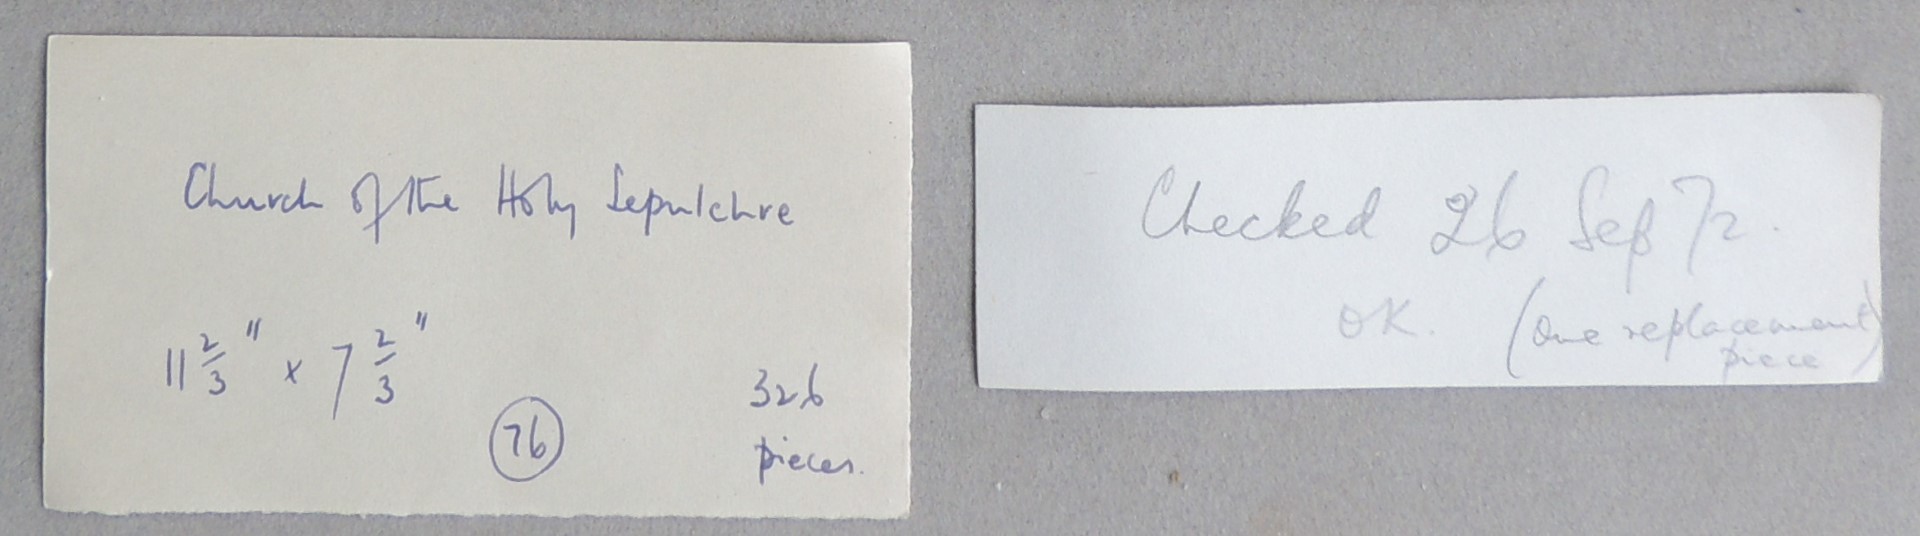 Church of the Holy Sepulchre
11 2/3" x 7 2/3"
326
76
pieces.
Checked 26 Sep 72.
OK. (One replacement
piece)